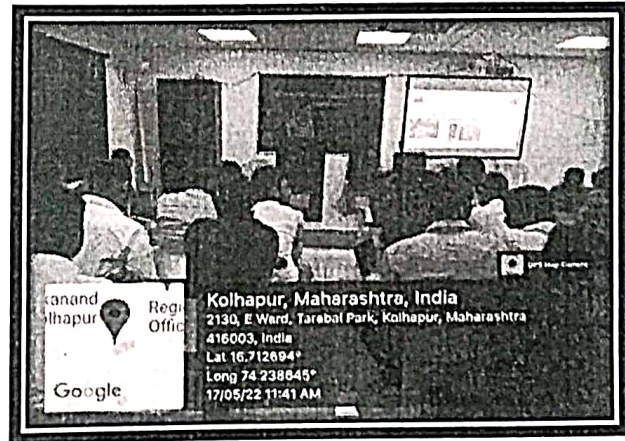 GPS Map Camera
kanand
lhapur
Regi
Offic
Google
Kolhapur, Maharashtra, India
2130, E Ward, Tarabai Park, Kolhapur, Maharashtra
416003, India
Lat 16.712694°
Long 74.238645°
17/05/22 11:41 AM